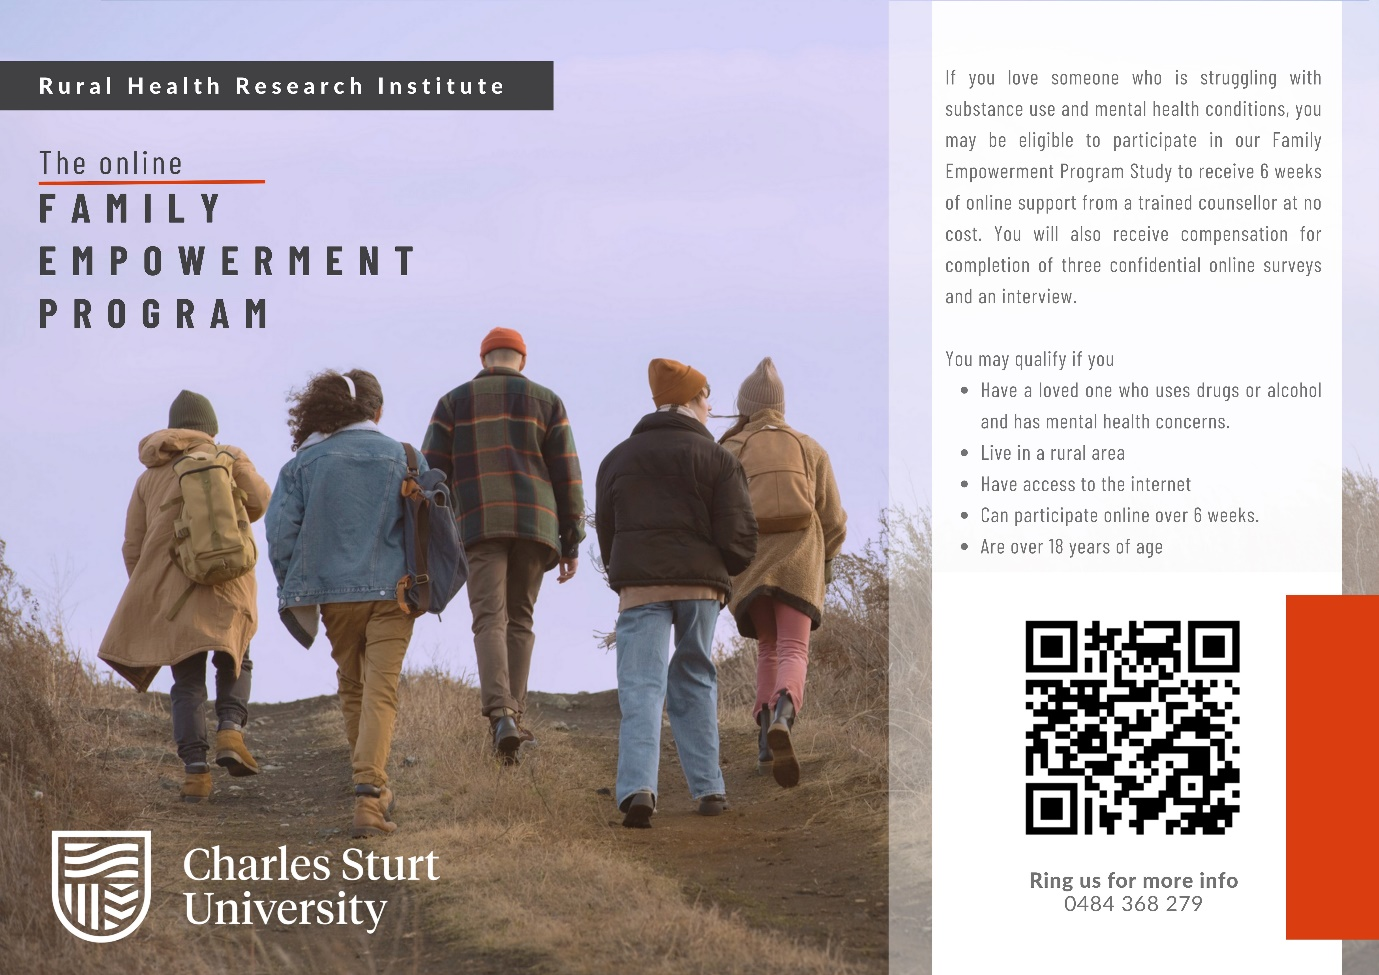 Rural Health Research Institute
The online
FAMILY
EMPOWERMENT
PROGRAM
Charles Sturt
University
If you love someone who is struggling with
substance use and mental health conditions, you
may be eligible to participate in our Family
Empowerment Program Study to receive 6 weeks
of online support from a trained counsellor at no
cost. You will also receive compensation for
completion of three confidential online surveys
and an interview.
You may qualify if you
• Have a loved one who uses drugs or alcohol
and has mental health concerns.
• Live in a rural area
• Have access to the internet
• Can participate online over 6 weeks.
• Are over 18 years of age
Ring us for more info
0484 368 279